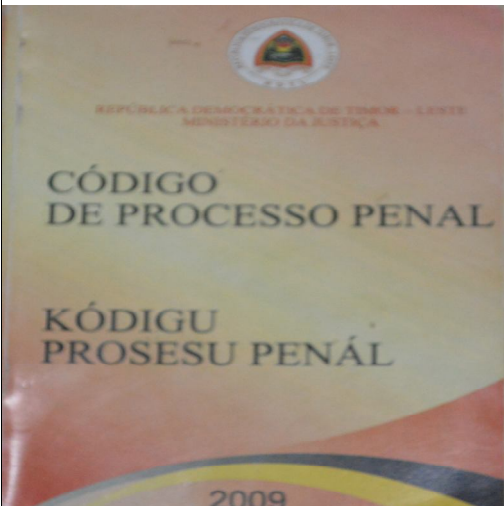 REPÚBLICA DEMOCRÁTICA DE TIMOR – LESTE
MINISTÉRIO DA JUSTIÇA
CÓDIGO
DE PROCESSO PENAL
KÓDIGU
PROSESU PENÁL
2009